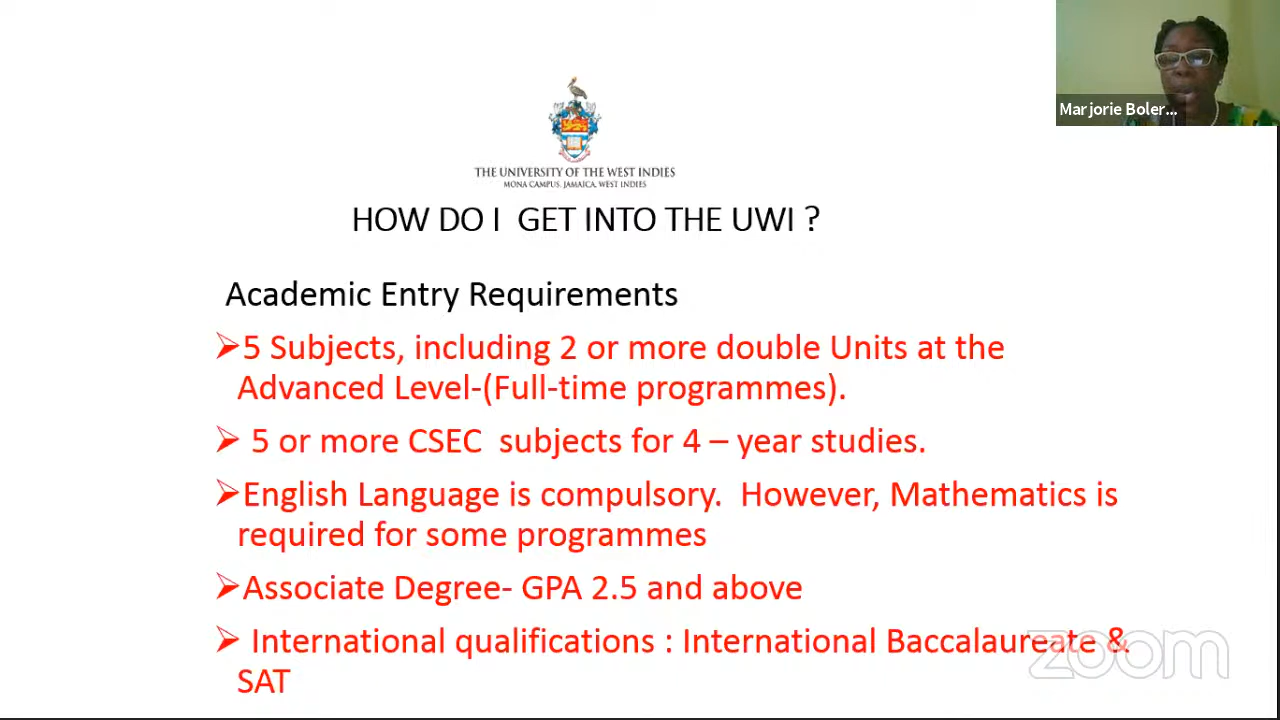 Marjorie Boler...
THE UNIVERSITY OF THE WEST INDIES
MONA CAMPUS, JAMAICA, WEST INDIES
HOW DO I GET INTO THE UWI ?
Academic Entry Requirements
➢5 Subjects, including 2 or more double Units at the
Advanced Level-(Full-time programmes).
➢ 5 or more CSEC subjects for 4 – year studies.
➢English Language is compulsory. However, Mathematics is
required for some programmes
➢Associate Degree- GPA 2.5 and above
➢ International qualifications : International Baccalaureate &
SAT
zoom